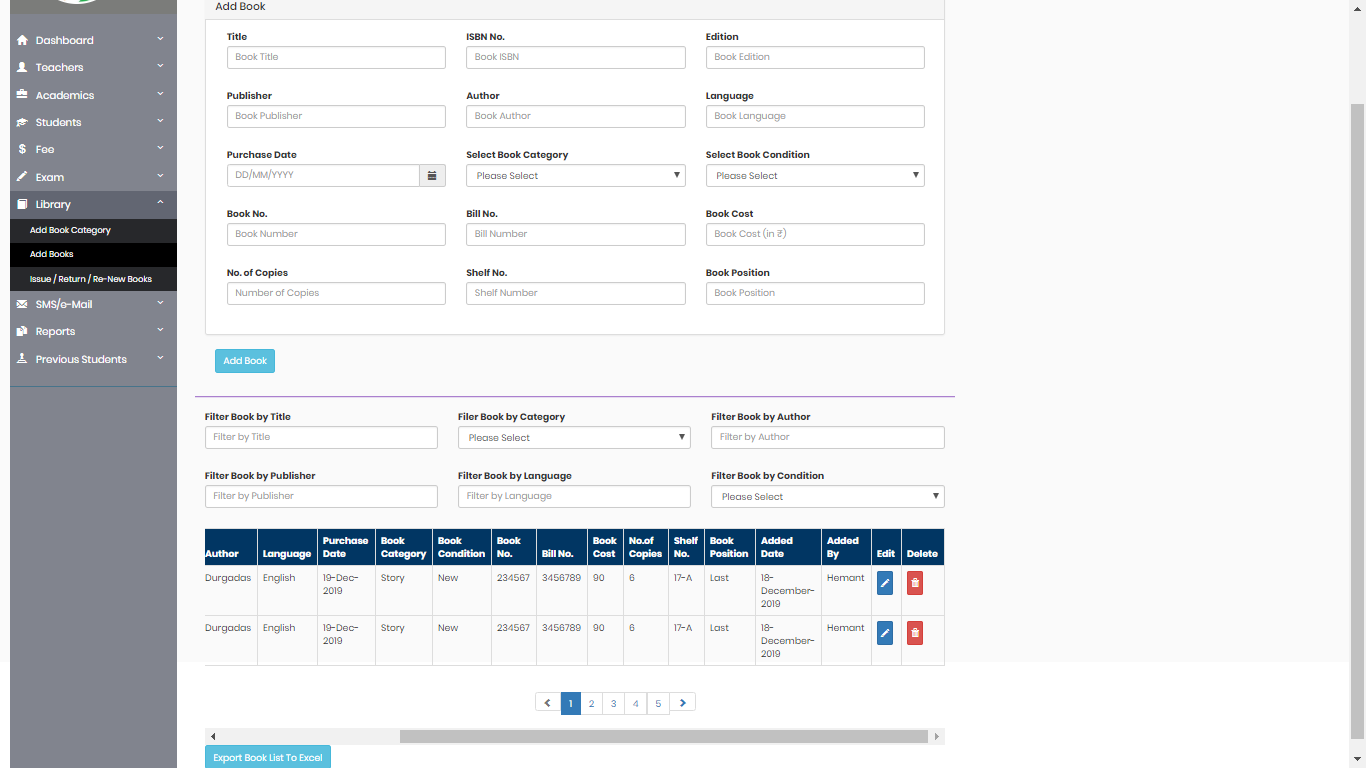 Add Book
Dashboard
Teachers
Academics
Students
Fee
Exam
Library
Add Book Category
Add Books
Issue / Return / Re-New Books
SMS/e-Mail
Reports
Previous Students
Title ISBN No. Edition
Book Title Book ISBN Book Edition
Publisher Author Language
Book Publisher Book Author Book Language
Purchase Date Select Book Category Select Book Condition
DD/MM/YYYY Please Select Please Select
Book No. Bill No. Book Cost
Book Number Bill Number Book Cost (in ₹)
No. of Copies Shelf No. Book Position
Number of Copies Shelf Number Book Position
Add Book
Filter Book by Title Filer Book by Category Filter Book by Author
Filter by Title Please Select Filter by Author
Filter Book by Publisher Filter Book by Language Filter Book by Condition
Filter by Publisher Filter by Language Please Select
Author Language Purchase Date Book Category Book Condition Book No. Bill No. Book Cost No.of Copies Shelf No. Book Position Added Date Added By Edit Delete
Durgadas English 19-Dec-2019 Story New 234567 3456789 90 6 17-A Last 18-December-2019 Hemant
Durgadas English 19-Dec-2019 Story New 234567 3456789 90 6 17-A Last 18-December-2019 Hemant
1 2 3 4 5
Export Book List To Excel